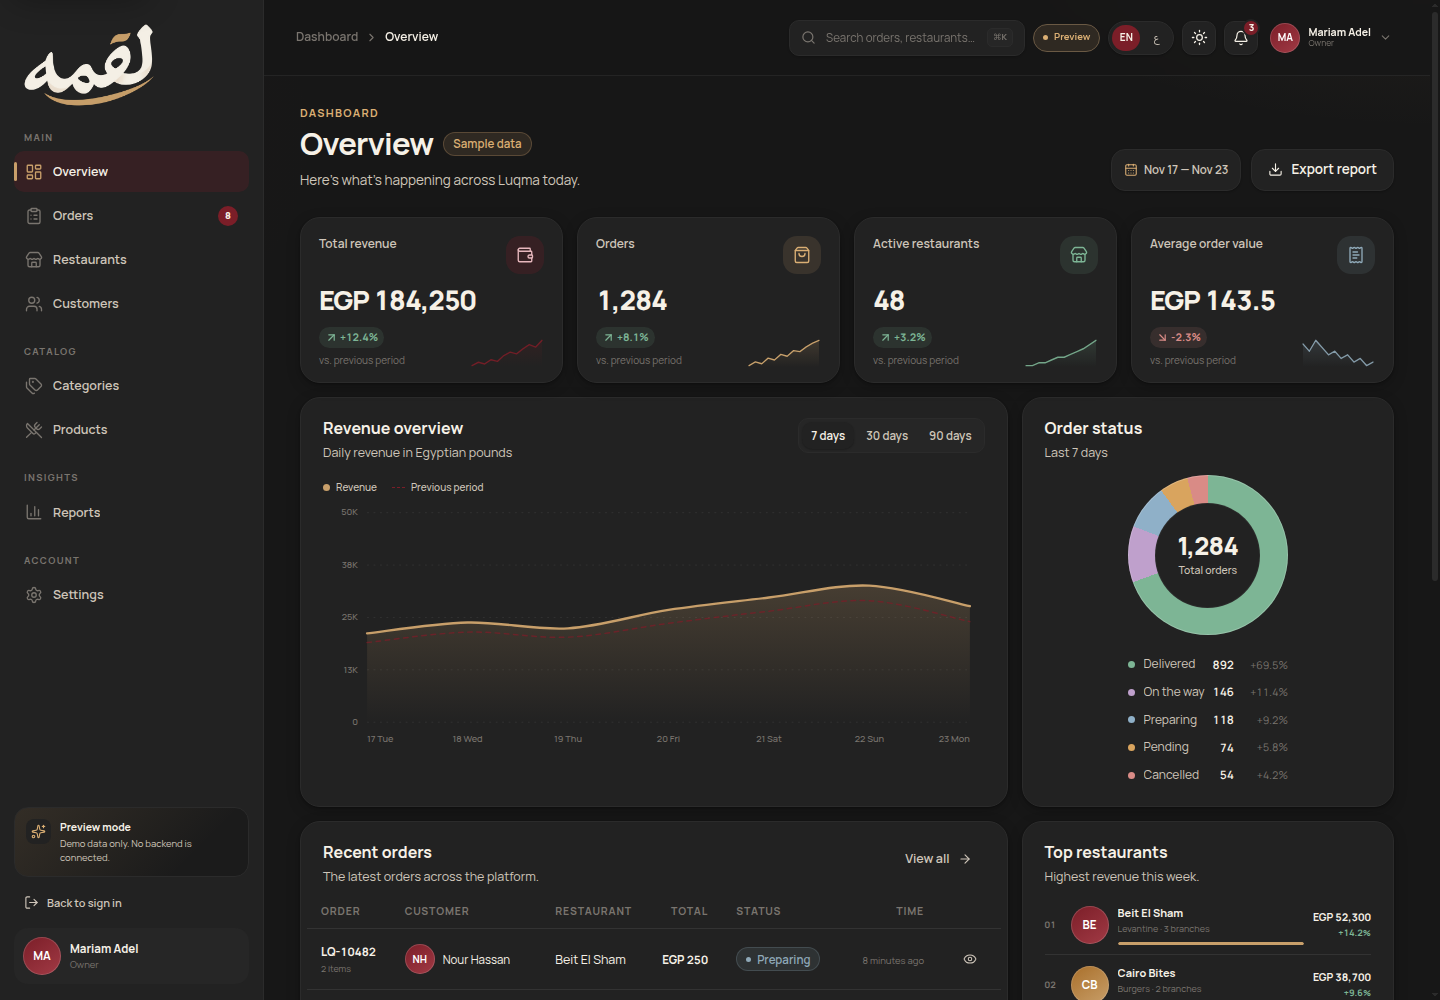 لقمه
MAIN
Overview
Orders 8
Restaurants
Customers
CATALOG
Categories
Products
INSIGHTS
Reports
ACCOUNT
Settings
Preview mode
Demo data only. No backend is
connected.
Back to sign in
MA Mariam Adel
Owner
Dashboard > Overview
Search orders, restaurants... ⌘K
Preview
EN ع
3
MA Mariam Adel
Owner
DASHBOARD
Overview Sample data
Here's what's happening across Luqma today.
Nov 17 — Nov 23
Export report
Total revenue
EGP 184,250
+12.4%
vs. previous period
Orders
1,284
+8.1%
vs. previous period
Active restaurants
48
+3.2%
vs. previous period
Average order value
EGP 143.5
-2.3%
vs. previous period
Revenue overview
Daily revenue in Egyptian pounds
7 days 30 days 90 days
Revenue Previous period
50K
38K
25K
13K
0
17 Tue 18 Wed 19 Thu 20 Fri 21 Sat 22 Sun 23 Mon
Order status
Last 7 days
1,284
Total orders
Delivered 892 +69.5%
On the way 146 +11.4%
Preparing 118 +9.2%
Pending 74 +5.8%
Cancelled 54 +4.2%
Recent orders
The latest orders across the platform.
View all
ORDER CUSTOMER RESTAURANT TOTAL STATUS TIME
LQ-10482 NH Nour Hassan Beit El Sham EGP 250 Preparing 8 minutes ago
2 items
Top restaurants
Highest revenue this week.
01 BE Beit El Sham EGP 52,300
Levantine · 3 branches +14.2%
02 CB Cairo Bites EGP 38,700
Burgers · 2 branches +9.6%